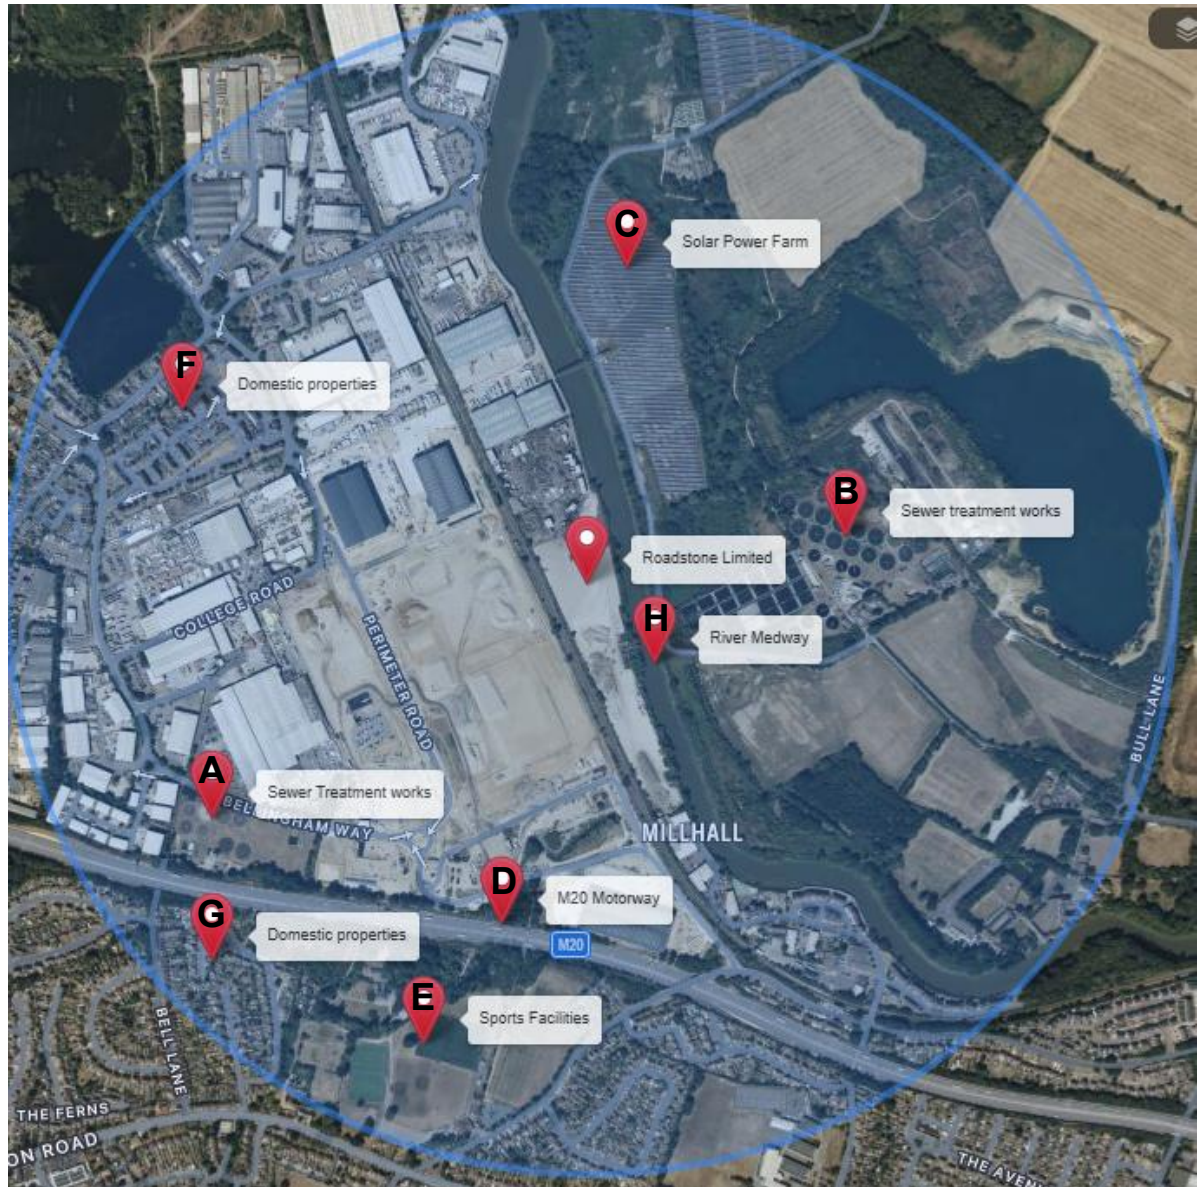 C
Solar Power Farm
F
Domestic properties
B
Sewer treatment works
Roadstone Limited
H
River Medway
COLLEGE ROAD
PERIMETER ROAD
BULL LANE
A
Sewer Treatment works
BELLINGHAM WAY
MILLHALL
D
M20 Motorway
M20
G
Domestic properties
E
Sports Facilities
BELL LANE
THE FERNS
ON ROAD
THE AVEN